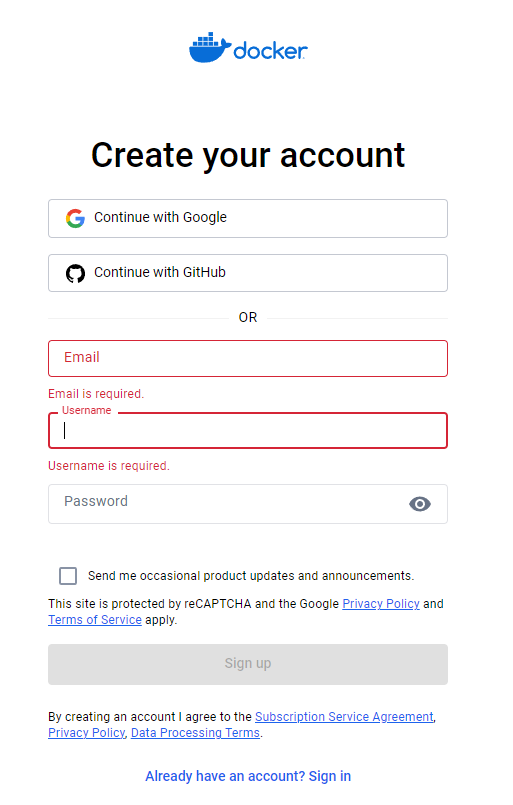 docker
Create your account
Continue with Google
Continue with GitHub
OR
Email
Email is required.
Username
Username is required.
Password
Send me occasional product updates and announcements.
This site is protected by reCAPTCHA and the Google Privacy Policy and
Terms of Service apply.
Sign up
By creating an account I agree to the Subscription Service Agreement,
Privacy Policy, Data Processing Terms.
Already have an account? Sign in